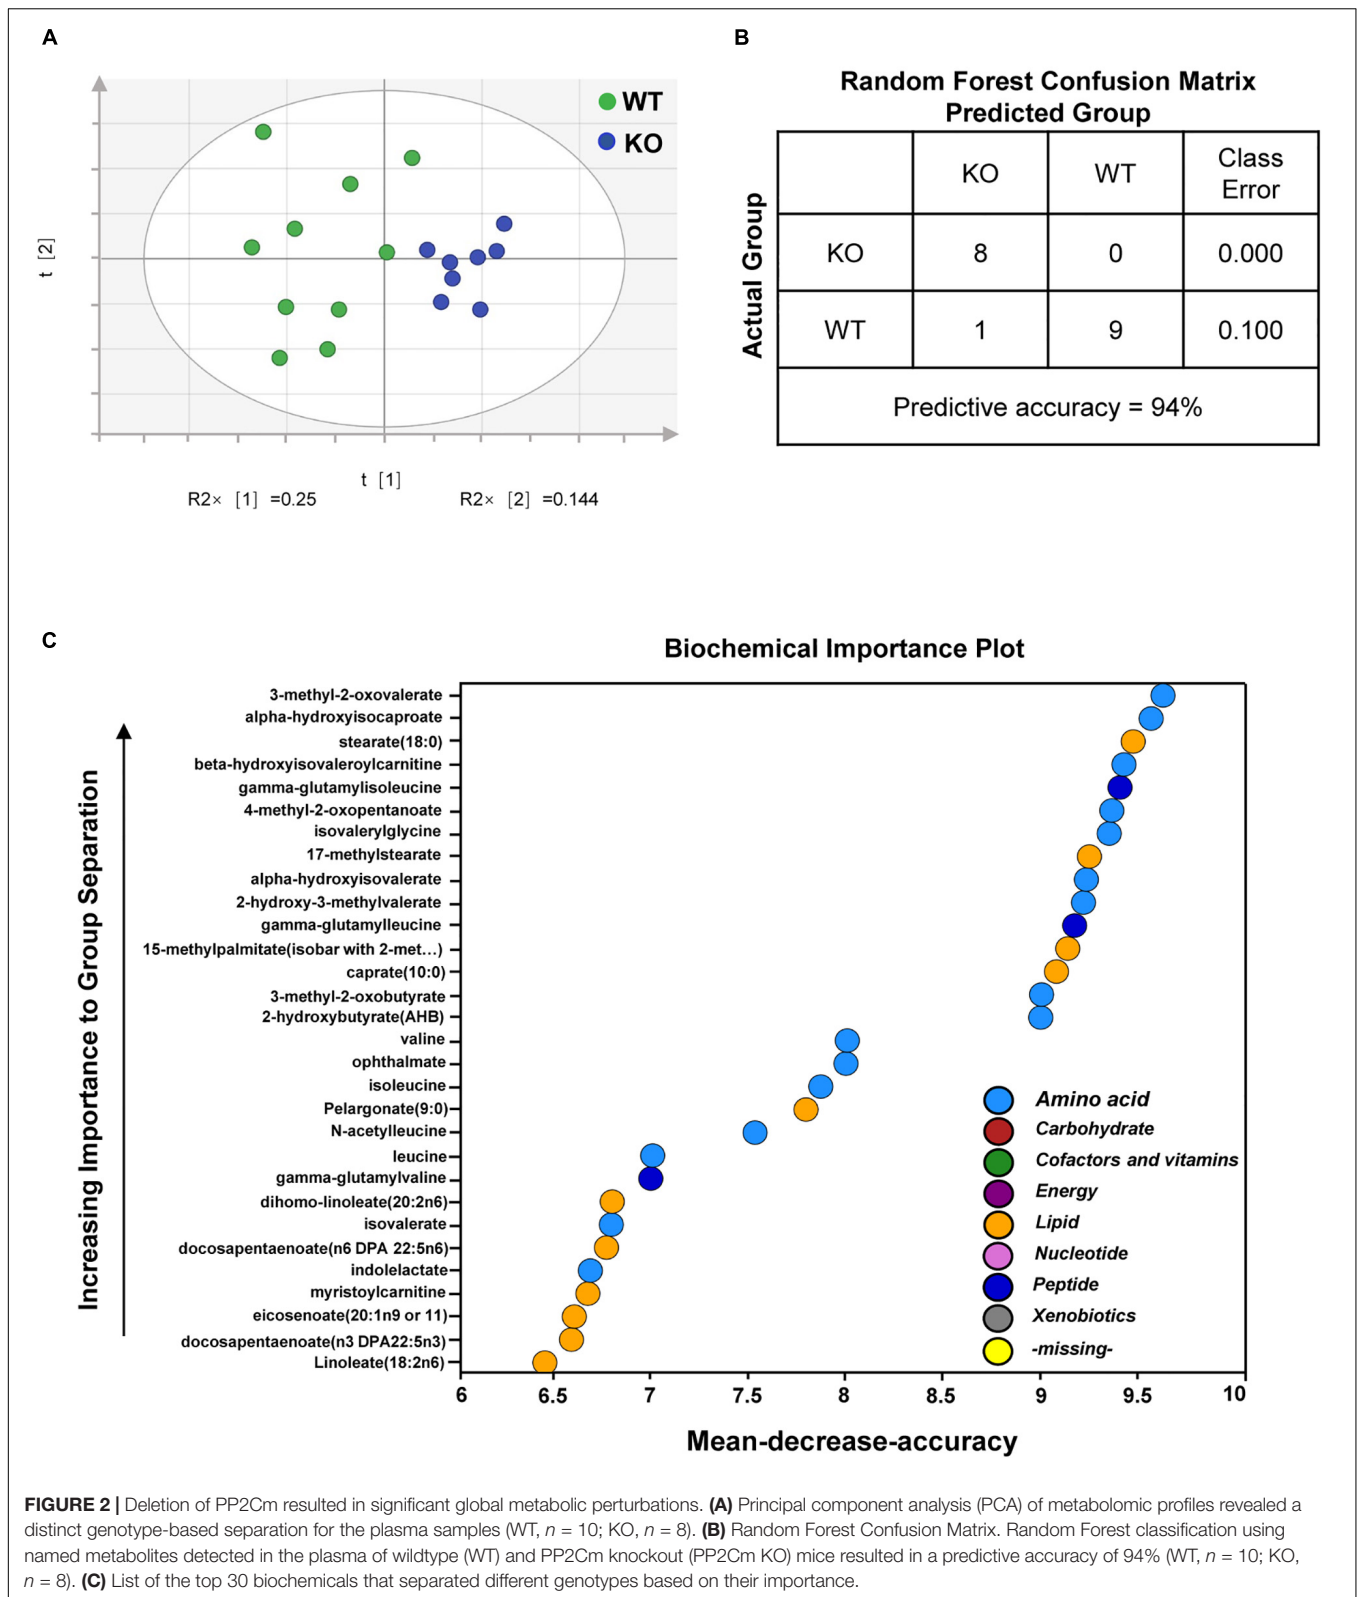 A
WT
KO
t [2]
t [1]
R2× [1] =0.25
R2× [2] =0.144
B
Random Forest Confusion Matrix
Predicted Group
Actual Group
KO
WT
Class
Error
KO
8
0
0.000
WT
1
9
0.100
Predictive accuracy = 94%
C
Biochemical Importance Plot
Increasing Importance to Group Separation
3-methyl-2-oxovalerate
alpha-hydroxyisocaproate
stearate(18:0)
beta-hydroxyisovaleroylcarnitine
gamma-glutamylisoleucine
4-methyl-2-oxopentanoate
isovalerylglycine
17-methylstearate
alpha-hydroxyisovalerate
2-hydroxy-3-methylvalerate
gamma-glutamylleucine
15-methylpalmitate(isobar with 2-met…)
caprate(10:0)
3-methyl-2-oxobutyrate
2-hydroxybutyrate(AHB)
valine
ophthalmate
isoleucine
Pelargonate(9:0)
N-acetylleucine
leucine
gamma-glutamylvaline
dihomo-linoleate(20:2n6)
isovalerate
docosapentaenoate(n6 DPA 22:5n6)
indolelactate
myristoylcarnitine
eicosenoate(20:1n9 or 11)
docosapentaenoate(n3 DPA22:5n3)
Linoleate(18:2n6)
Amino acid
Carbohydrate
Cofactors and vitamins
Energy
Lipid
Nucleotide
Peptide
Xenobiotics
-missing-
6 6.5 7 7.5 8 8.5 9 9.5 10
Mean-decrease-accuracy
FIGURE 2 | Deletion of PP2Cm resulted in significant global metabolic perturbations. (A) Principal component analysis (PCA) of metabolomic profiles revealed a
distinct genotype-based separation for the plasma samples (WT, n = 10; KO, n = 8). (B) Random Forest Confusion Matrix. Random Forest classification using
named metabolites detected in the plasma of wildtype (WT) and PP2Cm knockout (PP2Cm KO) mice resulted in a predictive accuracy of 94% (WT, n = 10; KO,
n = 8). (C) List of the top 30 biochemicals that separated different genotypes based on their importance.